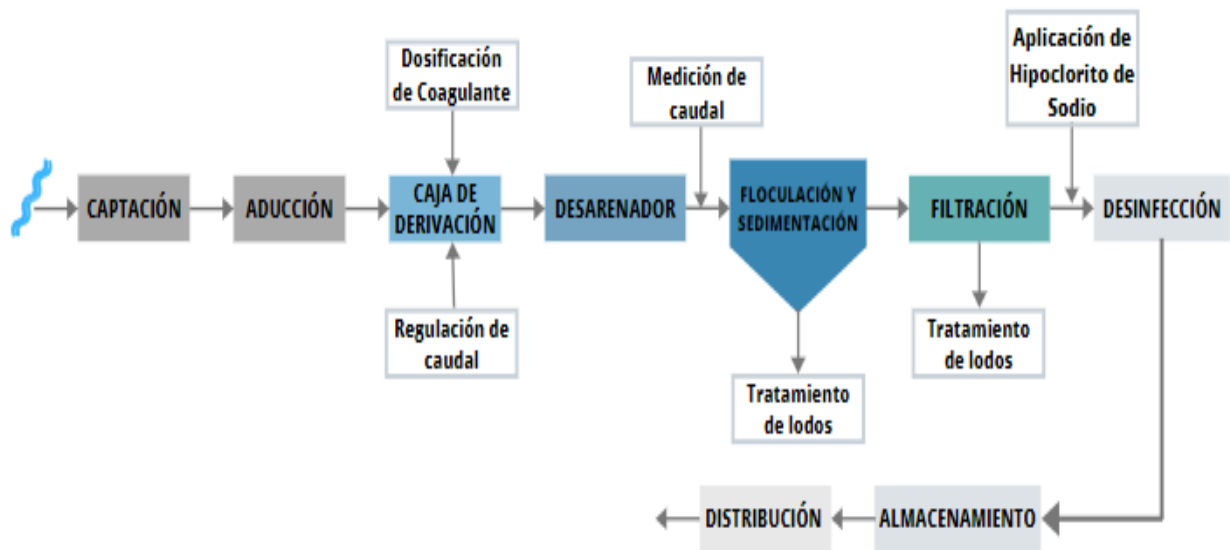 Dosificación
de Coagulante
Medición de
caudal
Aplicación de
Hipoclorito de
Sodio
CAPTACIÓN
ADUCCIÓN
CAJA DE
DERIVACIÓN
DESARENADOR
FLOCULACIÓN Y
SEDIMENTACIÓN
FILTRACIÓN
DESINFECCIÓN
Regulación de
caudal
Tratamiento
de lodos
Tratamiento
de lodos
DISTRIBUCIÓN
ALMACENAMIENTO